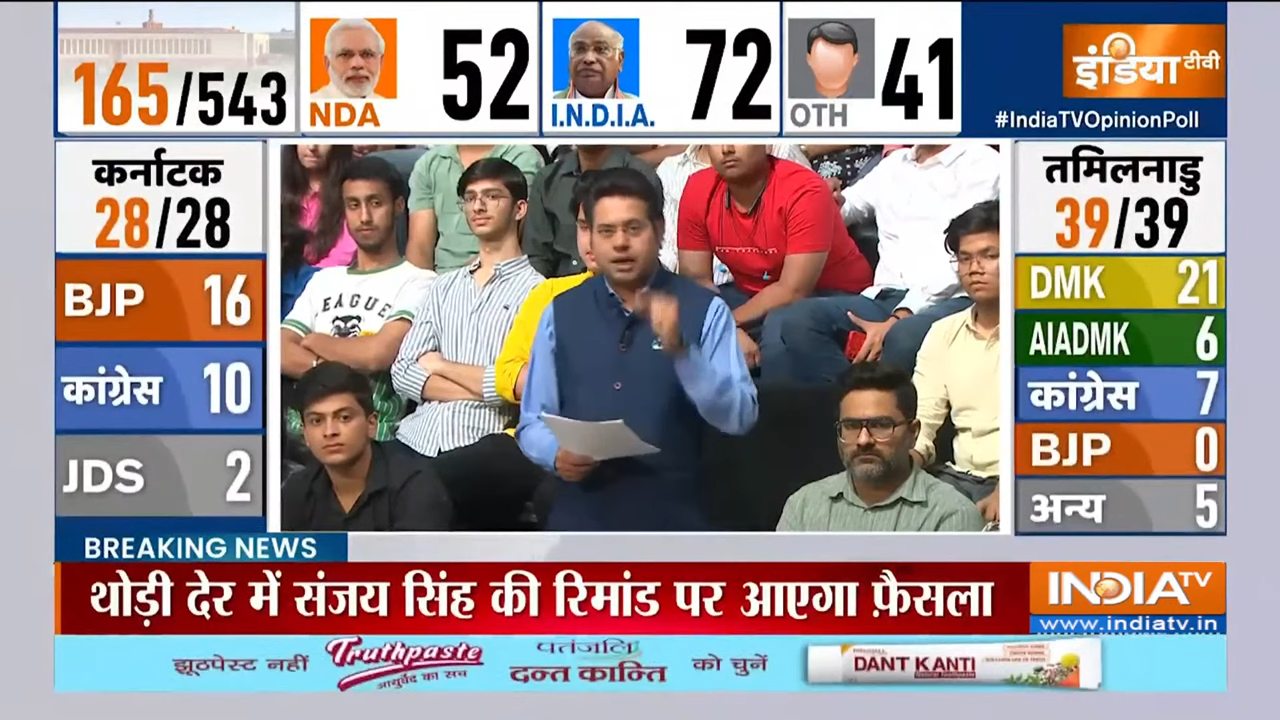 165/543
NDA 52
I.N.D.I.A. 72
OTH 41
इंडिया टीवी
#IndiaTVOpinionPoll
कर्नाटक
28/28
BJP 16
कांग्रेस 10
JDS 2
LEAGUE
तमिलनाडु
39/39
DMK 21
AIADMK 6
कांग्रेस 7
BJP 0
अन्य 5
BREAKING NEWS
थोड़ी देर में संजय सिंह की रिमांड पर आएगा फ़ैसला
INDIA TV
www.indiatv.in
झूठपेस्ट नहीं
Truthpaste
आयुर्वेद का सच
पतंजलि
दन्त कान्ति
को चुनें
DANT KANTI